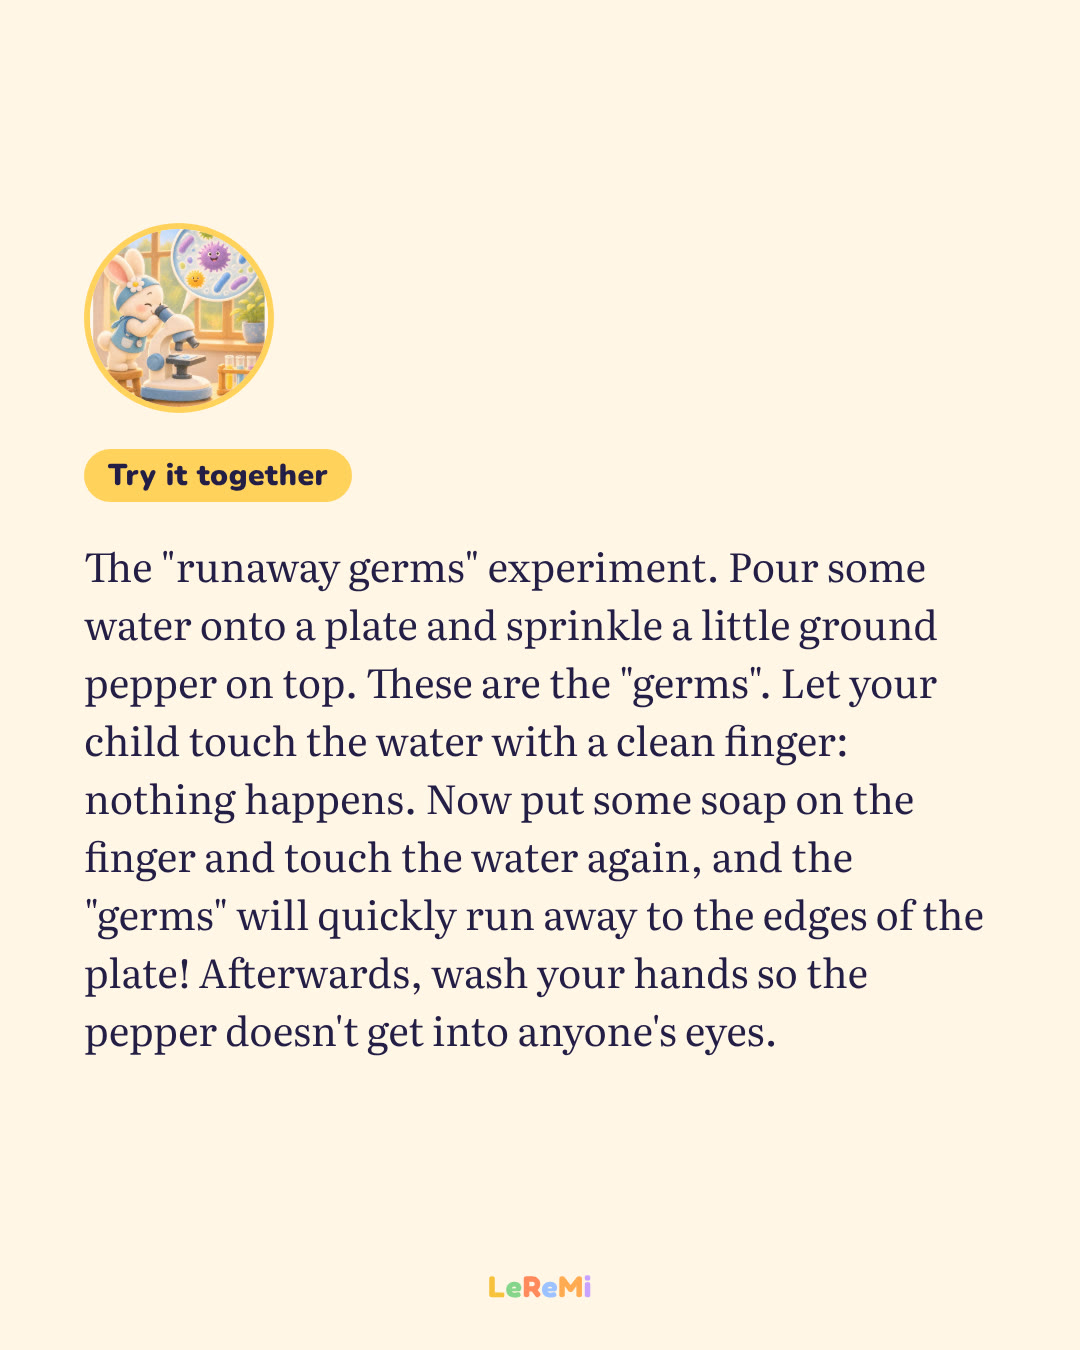 Try it together
The "runaway germs" experiment. Pour some
water onto a plate and sprinkle a little ground
pepper on top. These are the "germs". Let your
child touch the water with a clean finger:
nothing happens. Now put some soap on the
finger and touch the water again, and the
"germs" will quickly run away to the edges of the
plate! Afterwards, wash your hands so the
pepper doesn't get into anyone's eyes.
LeReMi